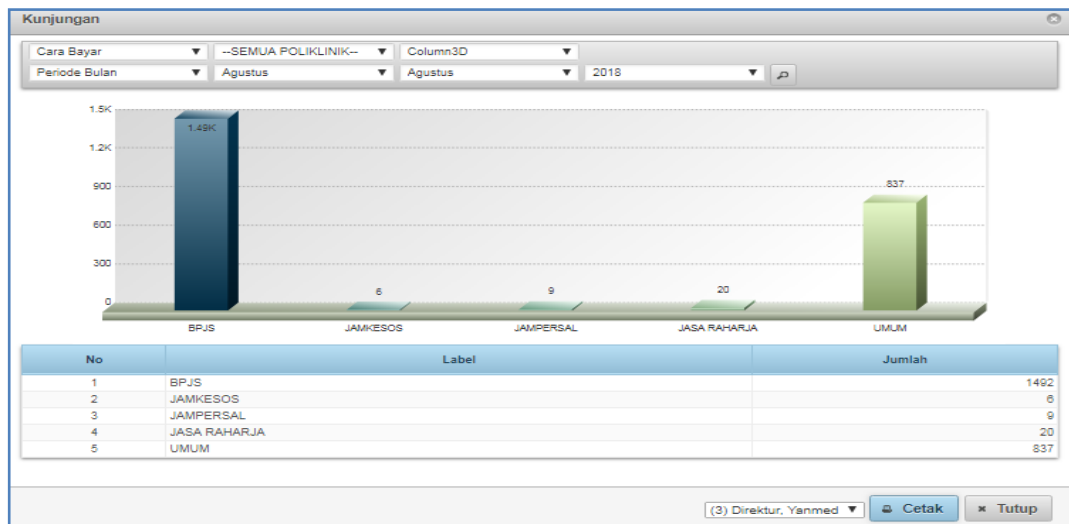 Kunjungan
Cara Bayar --SEMUA POLIKLINIK-- Column3D
Periode Bulan Agustus Agustus 2018
1.5K
1.2K
900
600
300
0
1.49K
6
9
20
837
BPJS JAMKESOS JAMPERSAL JASA RAHARJA UMUM
No Label Jumlah
1 BPJS 1492
2 JAMKESOS 6
3 JAMPERSAL 9
4 JASA RAHARJA 20
5 UMUM 837
(3) Direktur, Yanmed Cetak Tutup